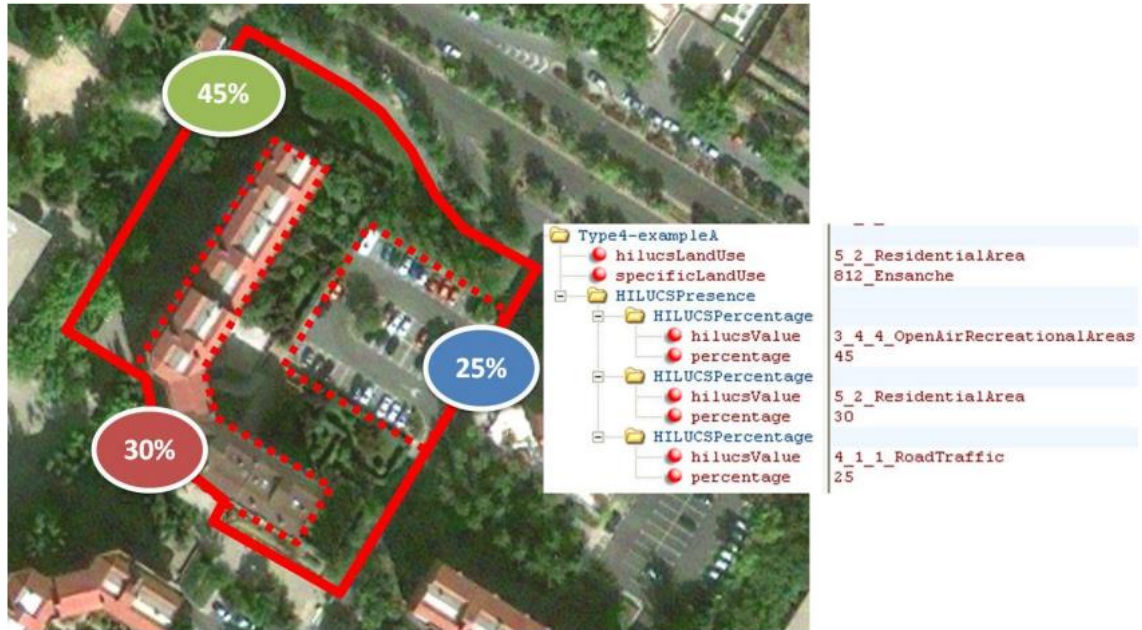 45%
25%
30%
Type4-exampleA
hilucsLandUse 5_2_ResidentialArea
specificLandUse 812_Ensanche
HILUCSPresence
HILUCSPercentage
hilucsValue 3_4_4_OpenAirRecreationalAreas
percentage 45
HILUCSPercentage
hilucsValue 5_2_ResidentialArea
percentage 30
HILUCSPercentage
hilucsValue 4_1_1_RoadTraffic
percentage 25